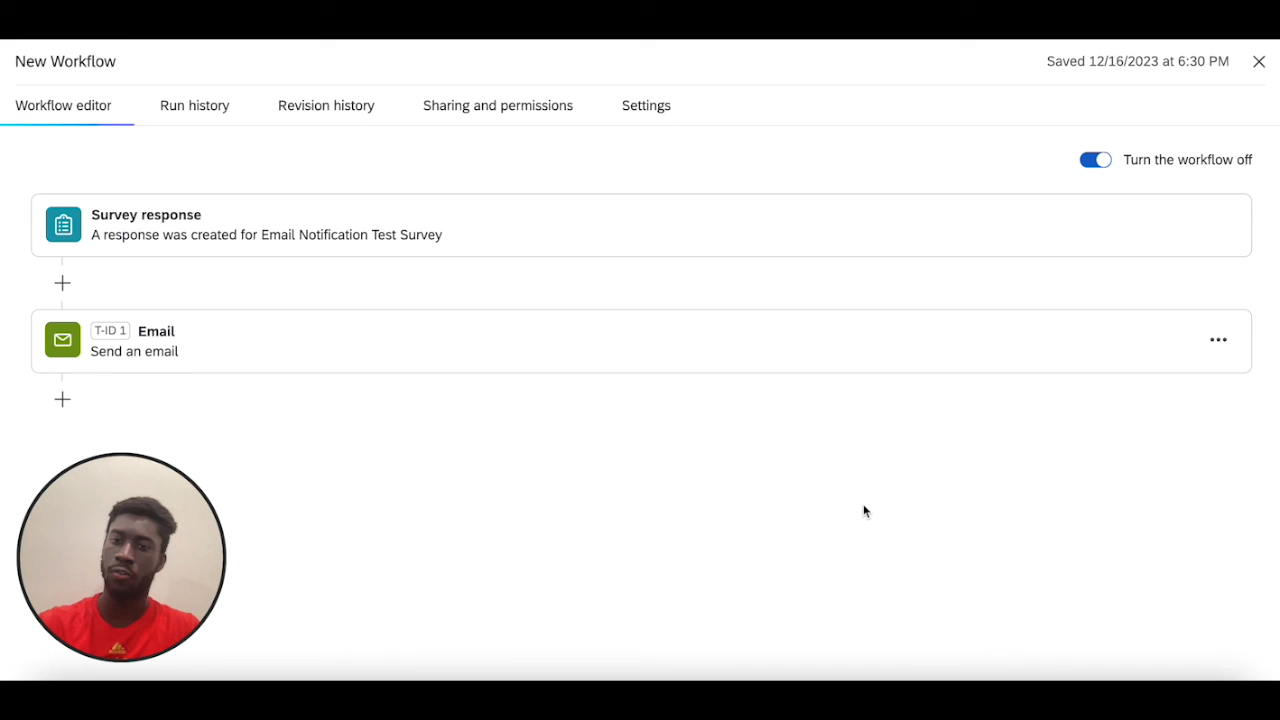 New Workflow
Saved 12/16/2023 at 6:30 PM
Workflow editor
Run history
Revision history
Sharing and permissions
Settings
Turn the workflow off
Survey response
A response was created for Email Notification Test Survey
T-ID 1 Email
Send an email